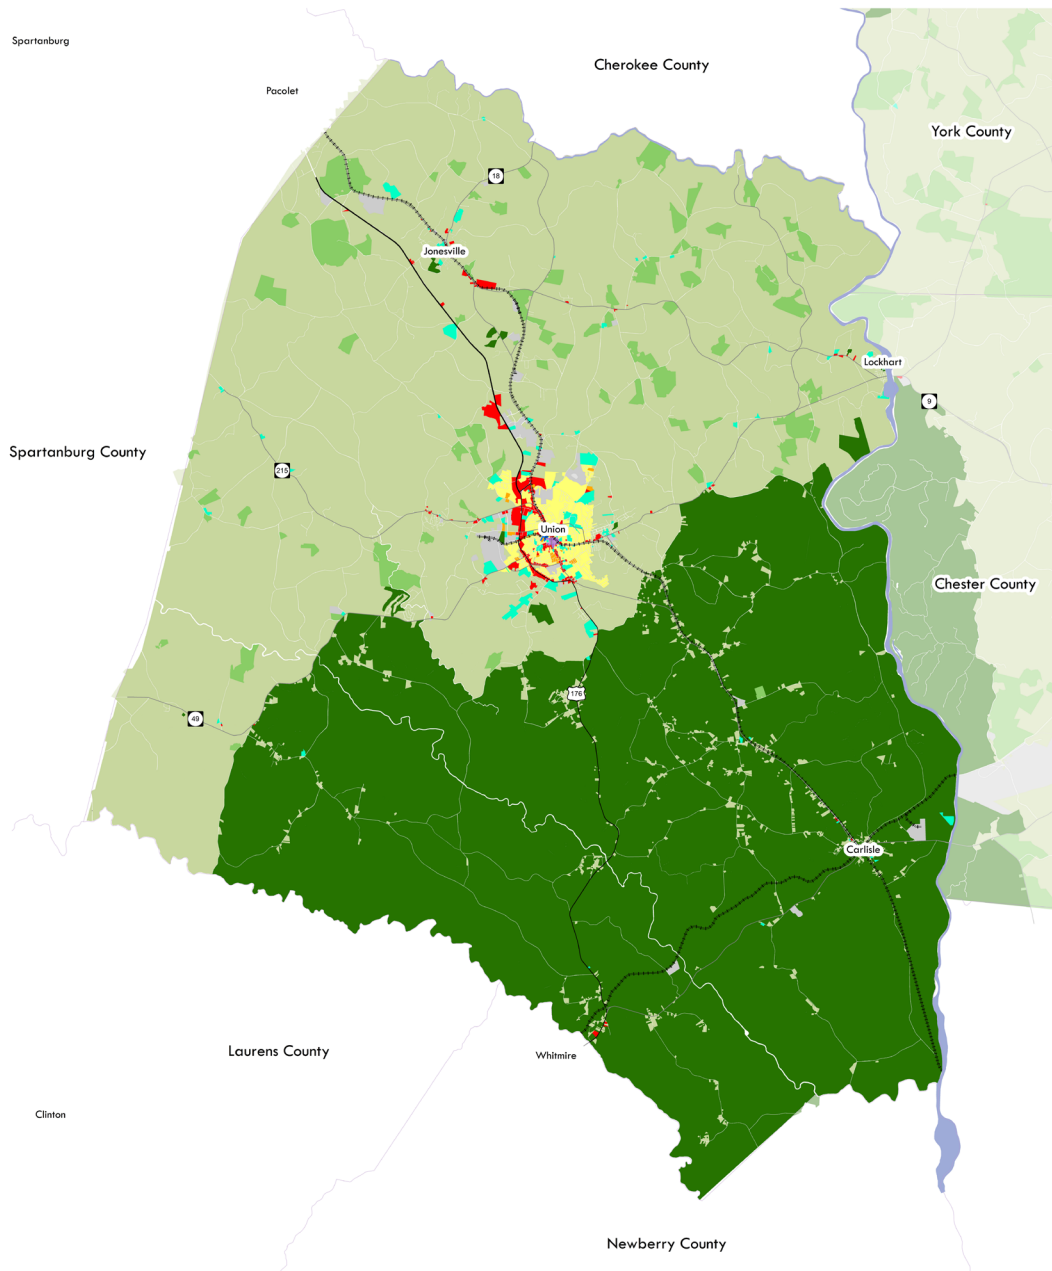 Spartanburg
Cherokee County
Pacolet
York County
18
Jonesville
Lockhart
9
Spartanburg County
215
Union
Chester County
176
49
Carlisle
Laurens County
Whitmire
Clinton
Newberry County